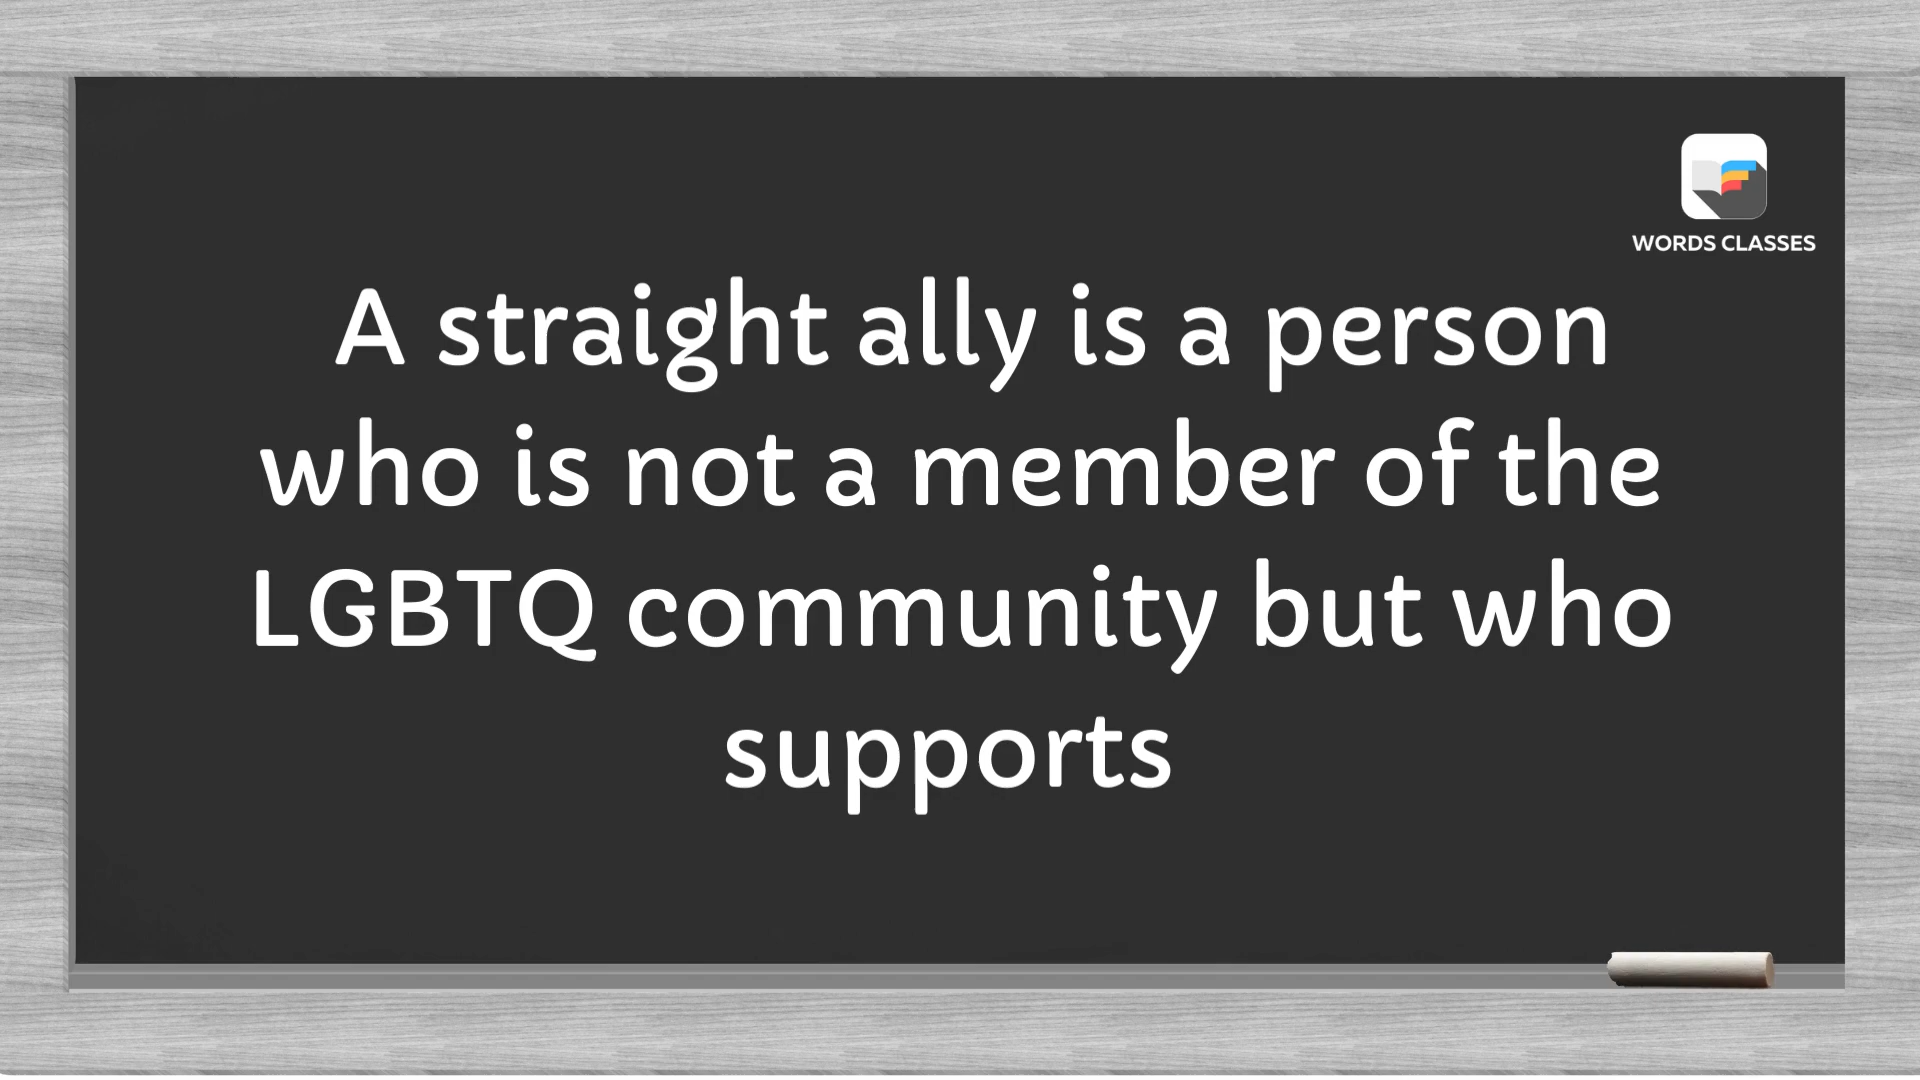 WORDS CLASSES
A straight ally is a person
who is not a member of the
LGBTQ community but who
supports